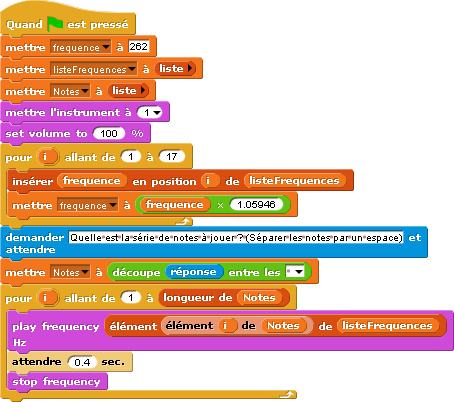 Quand est pressé
mettre frequence à 262
mettre listeFrequences à liste
mettre Notes à liste
mettre l'instrument à 1
set volume to 100 %
pour i allant de 1 à 17
insérer frequence en position i de listeFrequences
mettre frequence à frequence × 1.05946
demander Quelle est la série de notes à jouer ? (Séparer les notes par un espace) et
attendre
mettre Notes à découpe réponse entre les
pour i allant de 1 à longueur de Notes
play frequency élément élément i de Notes de listeFrequences
Hz
attendre 0.4 sec.
stop frequency